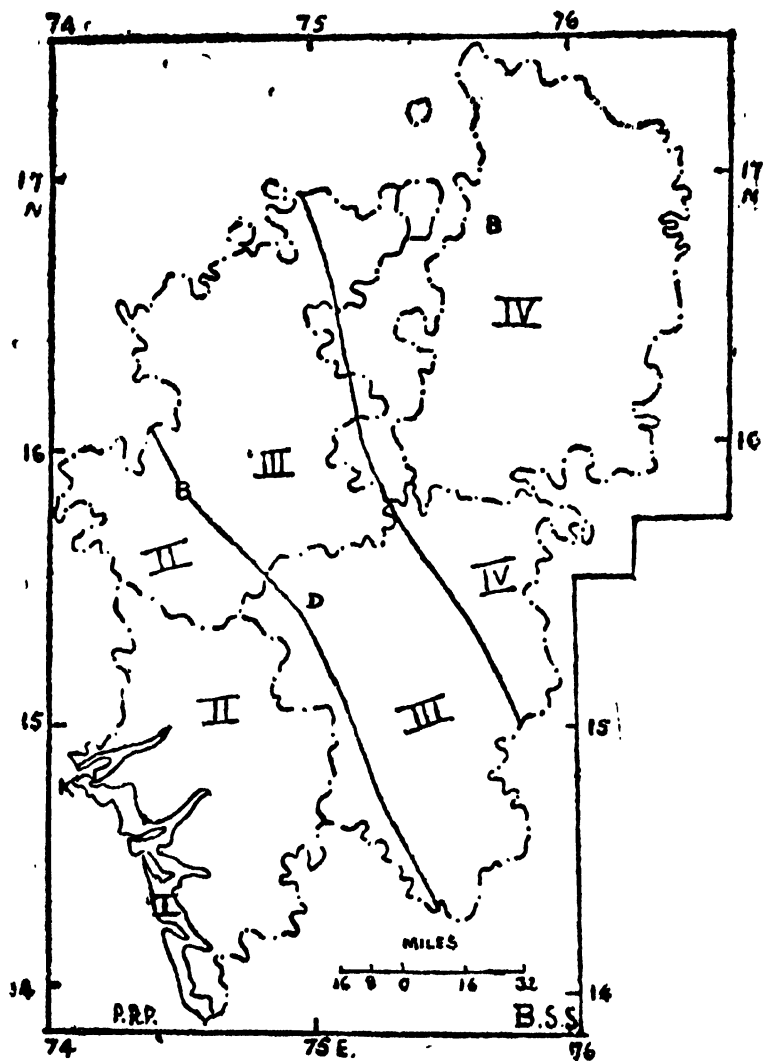 74 75 76
17 N 17 N
B
IV
16 III 16
B
II IV
D
II III
15 15
K
I
MILES
16 8 0 16 32
14 P.R.P. B.S.S. 14
74 75 E. 76